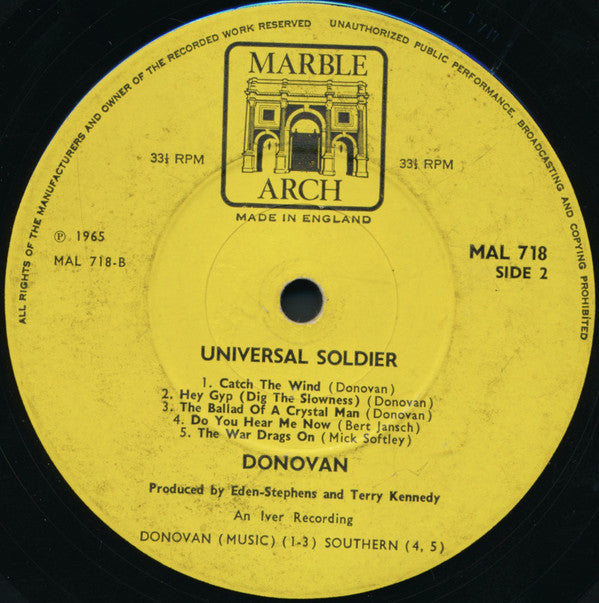 ALL RIGHTS OF THE MANUFACTURERS AND OWNER OF THE RECORDED WORK RESERVED
UNAUTHORIZED PUBLIC PERFORMANCE, BROADCASTING AND COPYING PROHIBITED
MARBLE
ARCH
33⅓ RPM
33⅓ RPM
MADE IN ENGLAND
℗ 1965
MAL 718-B
MAL 718
SIDE 2
UNIVERSAL SOLDIER
1. Catch The Wind (Donovan)
2. Hey Gyp (Dig The Slowness) (Donovan)
3. The Ballad Of A Crystal Man (Donovan)
4. Do You Hear Me Now (Bert Jansch)
5. The War Drags On (Mick Softley)
DONOVAN
Produced by Eden-Stephens and Terry Kennedy
An Iver Recording
DONOVAN (MUSIC) (1-3) SOUTHERN (4, 5)